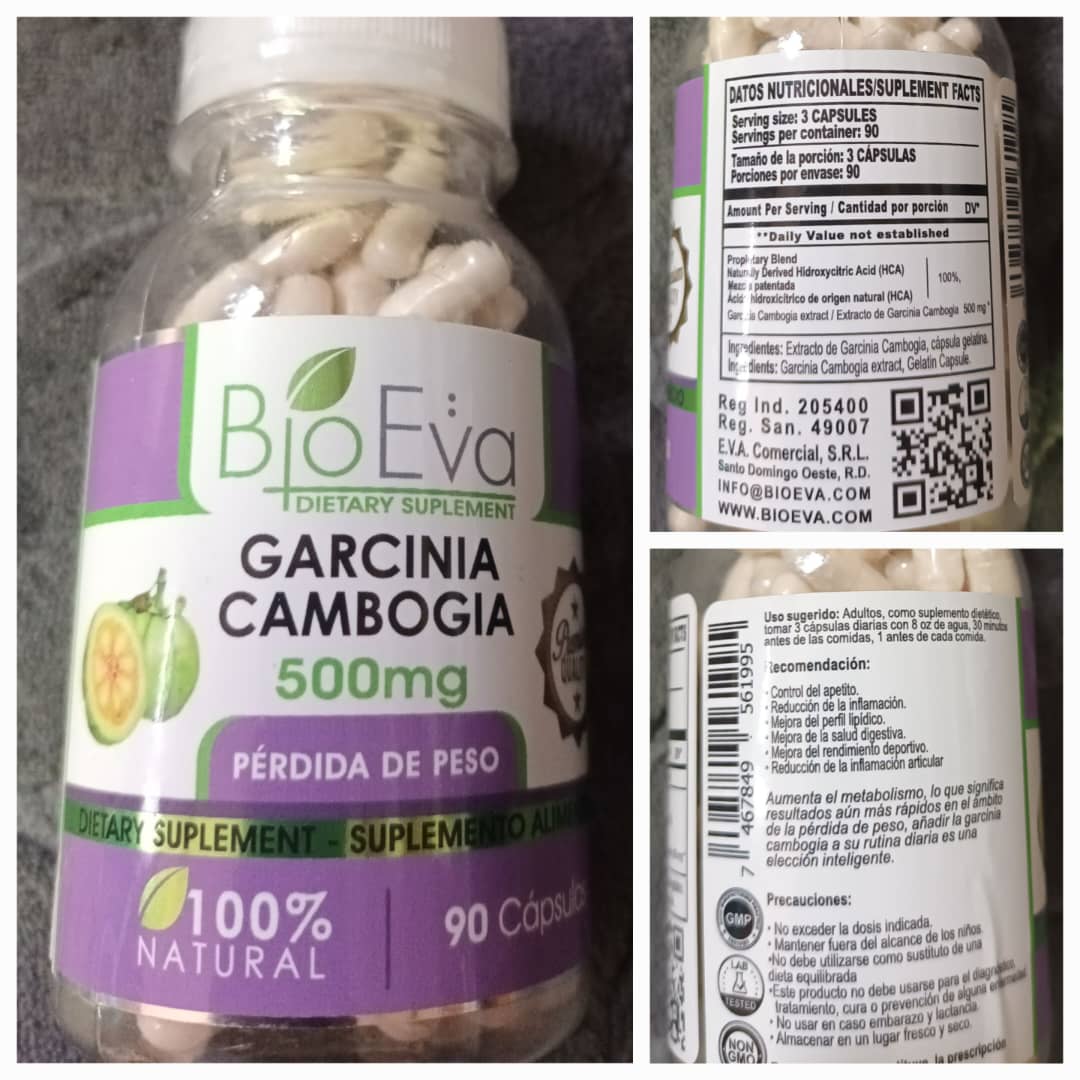 BioEva
DIETARY SUPLEMENT
GARCINIA
CAMBOGIA
500mg
PÉRDIDA DE PESO
DIETARY SUPLEMENT - SUPLEMENTO
100%
NATURAL
90 Cápsulas
DATOS NUTRICIONALES/SUPLEMENT FACTS
Serving size: 3 CAPSULES
Servings per container: 90
Tamaño de la porción: 3 CÁPSULAS
Porciones por envase: 90
Amount Per Serving / Cantidad por porción DV*
**Daily Value not established
Proprietary Blend
Naturally Derived Hidroxycitric Acid (HCA)
Mezcla patentada
Ácido hidroxicítrico de origen natural (HCA)
100%,
Garcinia Cambogia extract / Extracto de Garcinia Cambogia 500 mg*
Ingredientes: Extracto de Garcinia Cambogia, cápsula gelatina.
Ingredients: Garcinia Cambogia extract, Gelatin Capsule.
Reg Ind. 205400
Reg. San. 49007
E.V.A. Comercial, S.R.L.
Santo Domingo Oeste, R.D.
INFO@BIOEVA.COM
WWW.BIOEVA.COM
Uso sugerido: Adultos, como suplemento dietético,
tomar 3 cápsulas diarias con 8 oz de agua, 30 minutos
antes de las comidas, 1 antes de cada comida.
Recomendación:
· Control del apetito.
· Reducción de la inflamación.
· Mejora del perfil lipídico.
· Mejora de la salud digestiva.
· Mejora del rendimiento deportivo.
· Reducción de la inflamación articular
Aumenta el metabolismo, lo que significa
resultados aún más rápidos en el ámbito
de la pérdida de peso, añadir la garcinia
cambogia a su rutina diaria es una
elección inteligente.
7 467849 561995
Precauciones:
· No exceder la dosis indicada.
· Mantener fuera del alcance de los niños.
·No debe utilizarse como sustituto de una
dieta equilibrada
·Este producto no debe usarse para el diagnóstico,
tratamiento, cura o prevención de alguna enfermedad.
· No usar en caso embarazo y lactancia.
· Almacenar en un lugar fresco y seco.
la prescripción
GMP
LAB
TESTED
NON
GMO